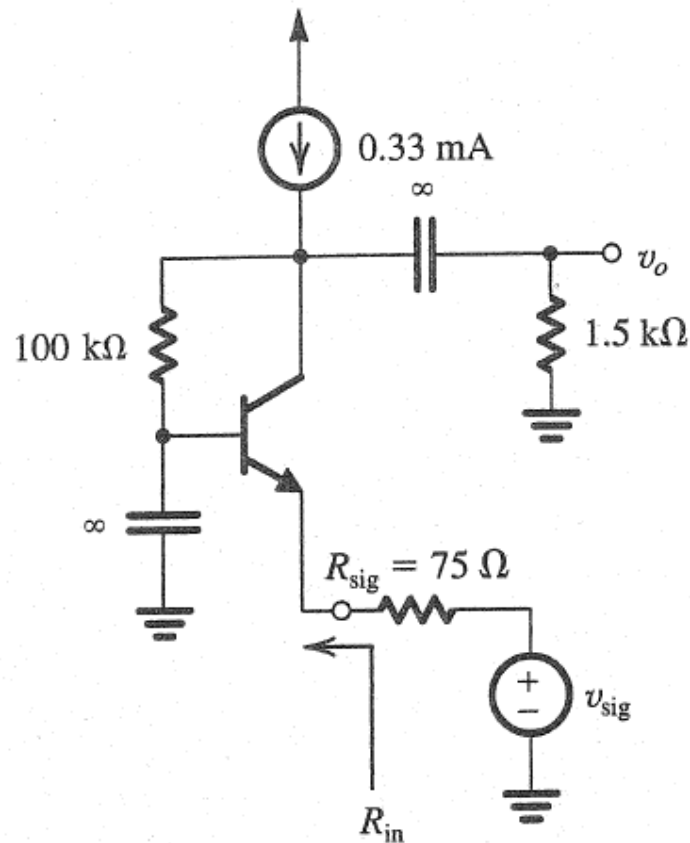 0.33 mA
∞
v_o
100 kΩ
1.5 kΩ
∞
R_sig = 75 Ω
+
−
v_sig
R_in